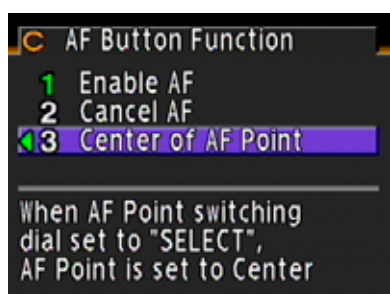 C AF Button Function
1 Enable AF
2 Cancel AF
3 Center of AF Point
When AF Point switching
dial set to "SELECT",
AF Point is set to Center